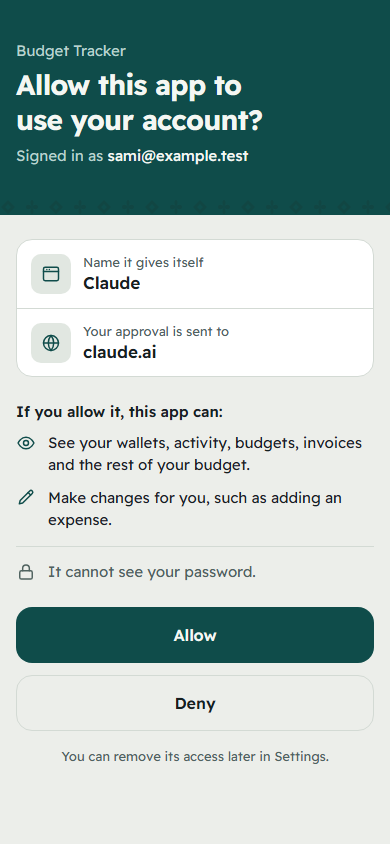 Budget Tracker
Allow this app to
use your account?
Signed in as sami@example.test
Name it gives itself
Claude
Your approval is sent to
claude.ai
If you allow it, this app can:
See your wallets, activity, budgets, invoices
and the rest of your budget.
Make changes for you, such as adding an
expense.
It cannot see your password.
Allow
Deny
You can remove its access later in Settings.